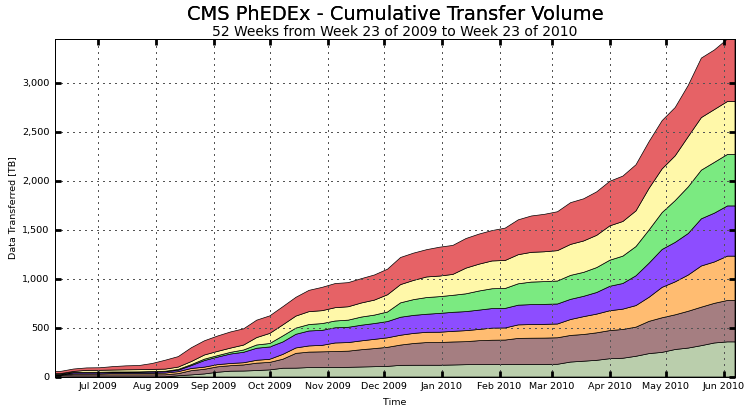 CMS PhEDEx - Cumulative Transfer Volume
52 Weeks from Week 23 of 2009 to Week 23 of 2010
Data Transferred [TB]
3,000
2,500
2,000
1,500
1,000
500
0
Jul 2009 Aug 2009 Sep 2009 Oct 2009 Nov 2009 Dec 2009 Jan 2010 Feb 2010 Mar 2010 Apr 2010 May 2010 Jun 2010
Time